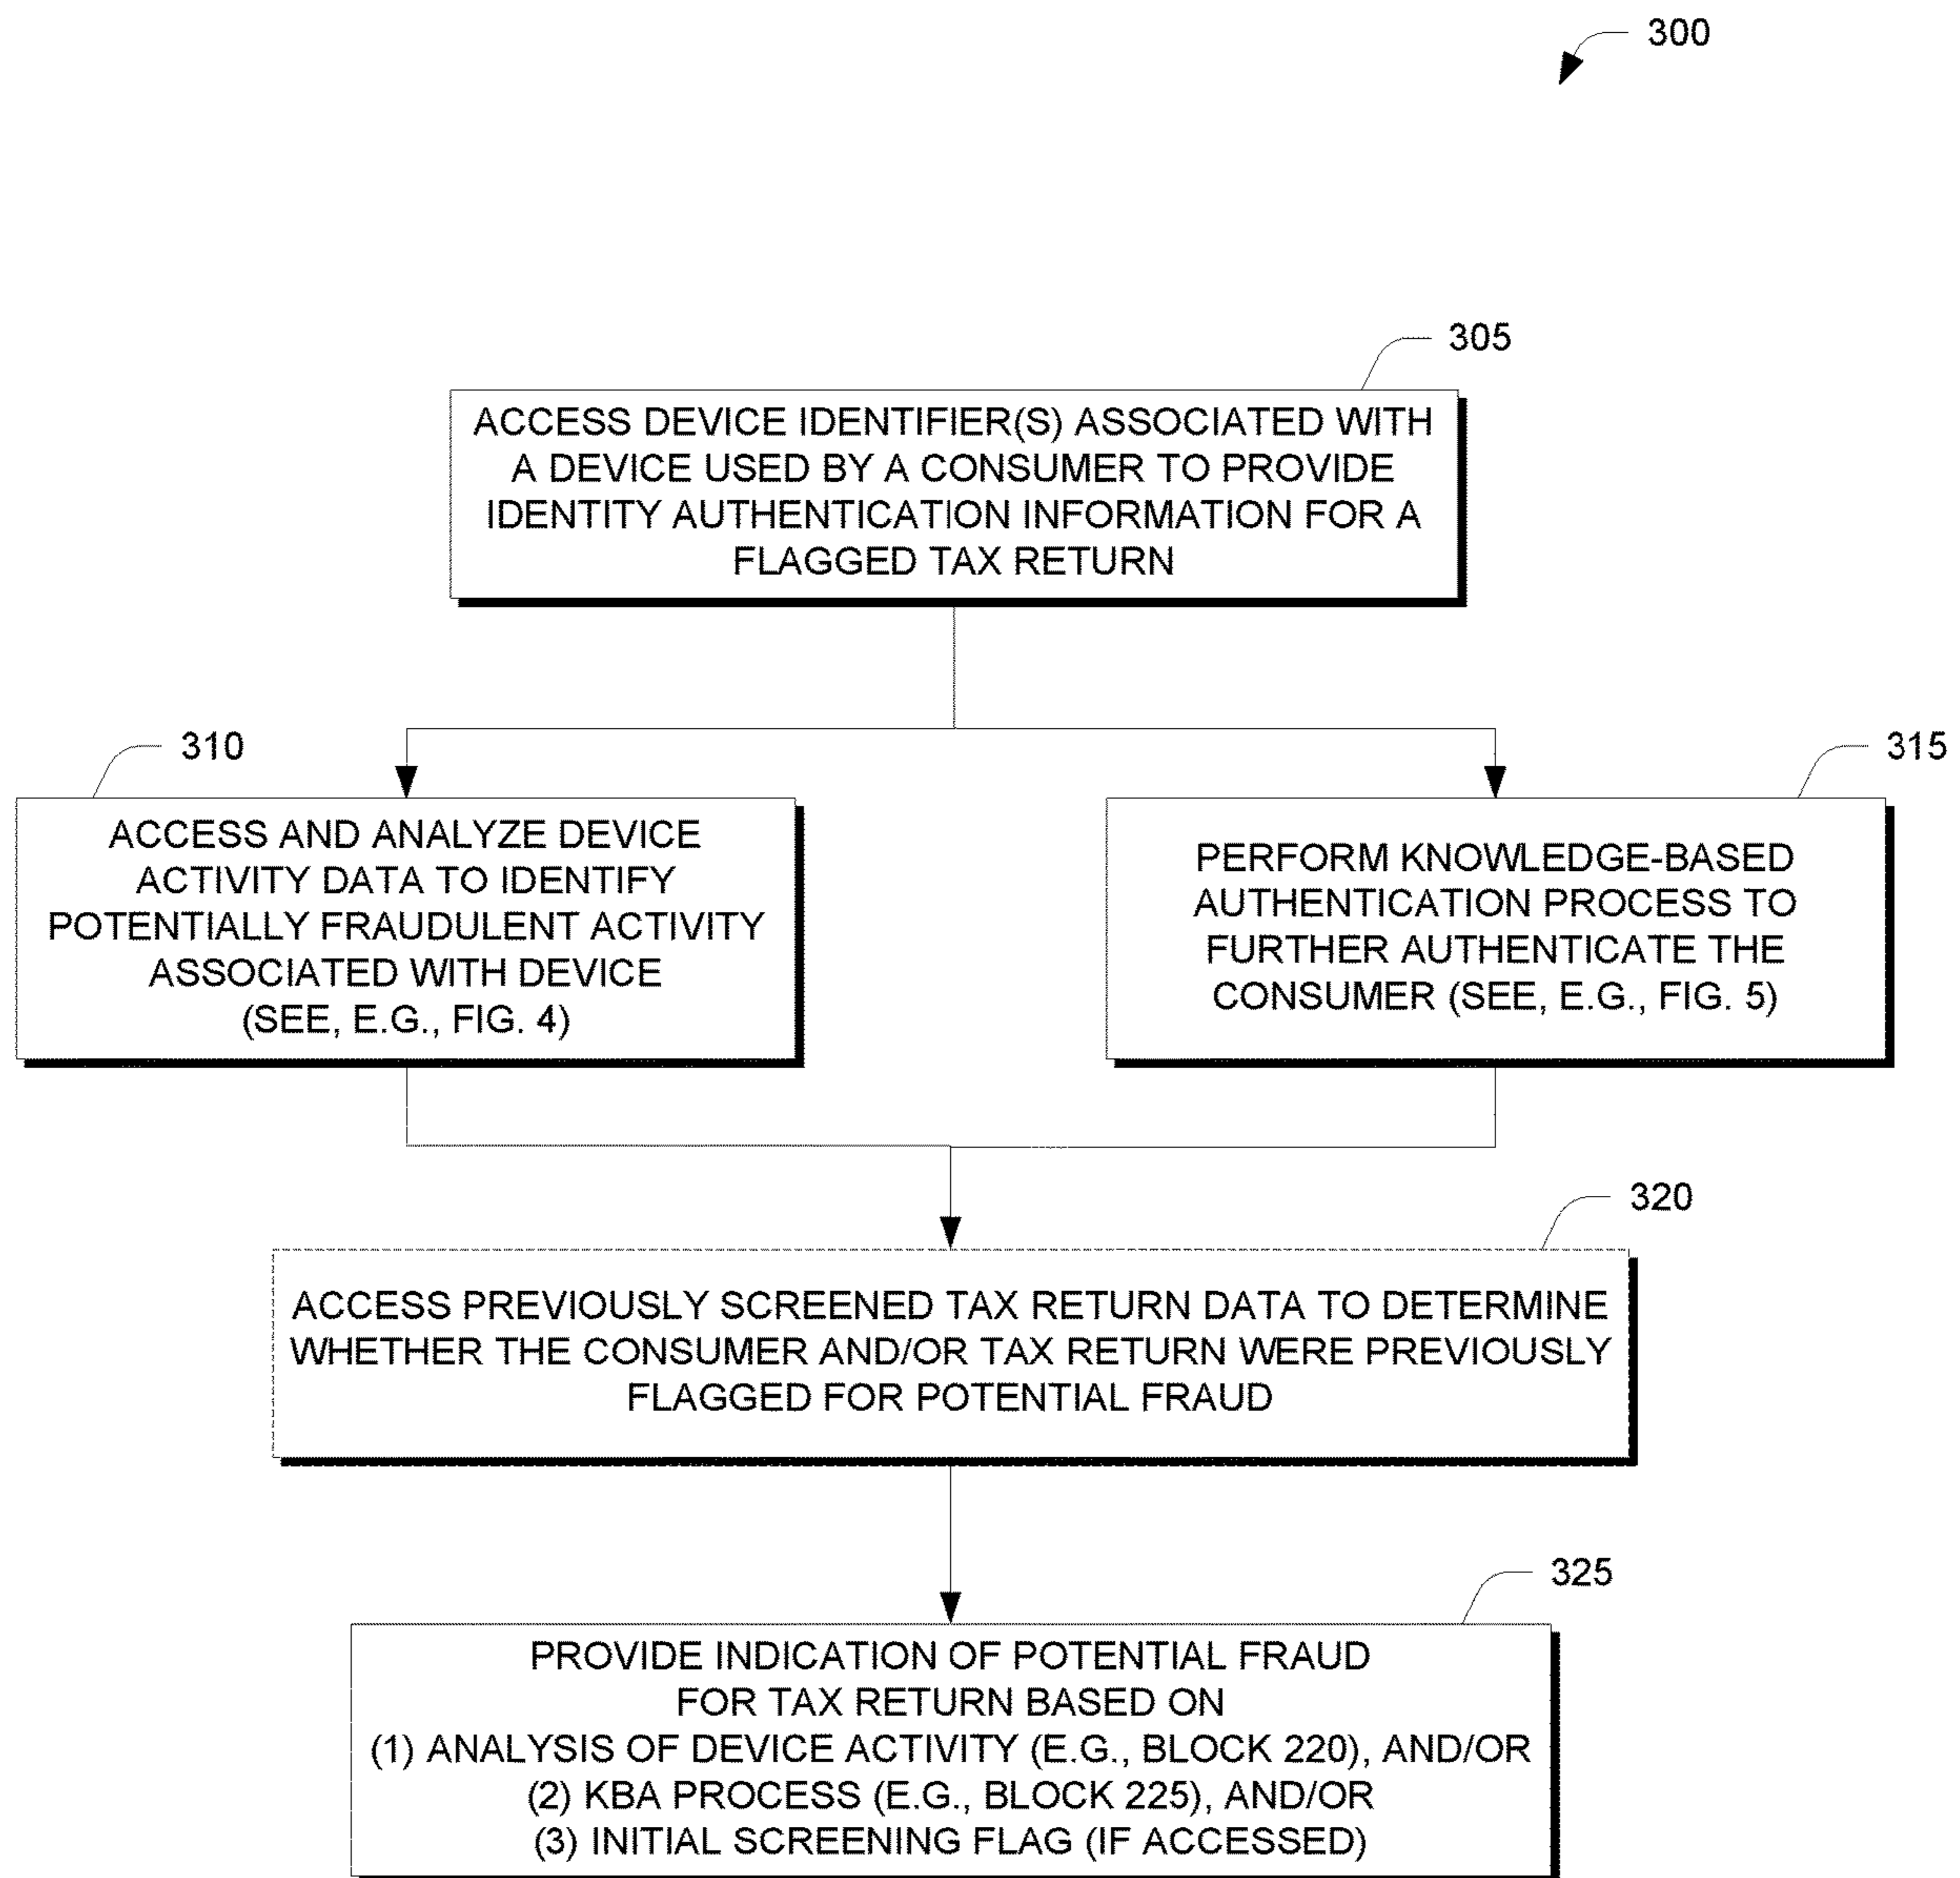 300
305
ACCESS DEVICE IDENTIFIER(S) ASSOCIATED WITH
A DEVICE USED BY A CONSUMER TO PROVIDE
IDENTITY AUTHENTICATION INFORMATION FOR A
FLAGGED TAX RETURN
310
ACCESS AND ANALYZE DEVICE
ACTIVITY DATA TO IDENTIFY
POTENTIALLY FRAUDULENT ACTIVITY
ASSOCIATED WITH DEVICE
(SEE, E.G., FIG. 4)
315
PERFORM KNOWLEDGE-BASED
AUTHENTICATION PROCESS TO
FURTHER AUTHENTICATE THE
CONSUMER (SEE, E.G., FIG. 5)
320
ACCESS PREVIOUSLY SCREENED TAX RETURN DATA TO DETERMINE
WHETHER THE CONSUMER AND/OR TAX RETURN WERE PREVIOUSLY
FLAGGED FOR POTENTIAL FRAUD
325
PROVIDE INDICATION OF POTENTIAL FRAUD
FOR TAX RETURN BASED ON
(1) ANALYSIS OF DEVICE ACTIVITY (E.G., BLOCK 220), AND/OR
(2) KBA PROCESS (E.G., BLOCK 225), AND/OR
(3) INITIAL SCREENING FLAG (IF ACCESSED)